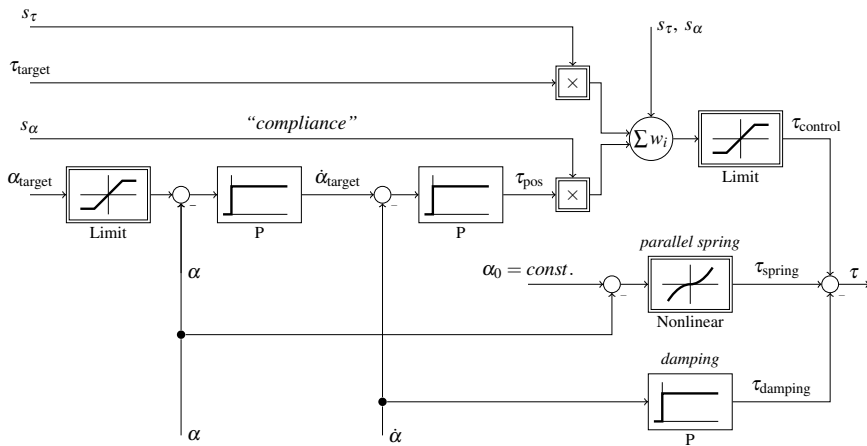 s_τ
s_τ, s_α
τ_target
×
"compliance"
s_α
Σ w_i
τ_control
Limit
α_target
α̇_target
τ_pos
×
Limit
-
P
-
P
α
parallel spring
α_0 = const.
τ_spring
τ
-
-
Nonlinear
damping
τ_damping
P
α
α̇